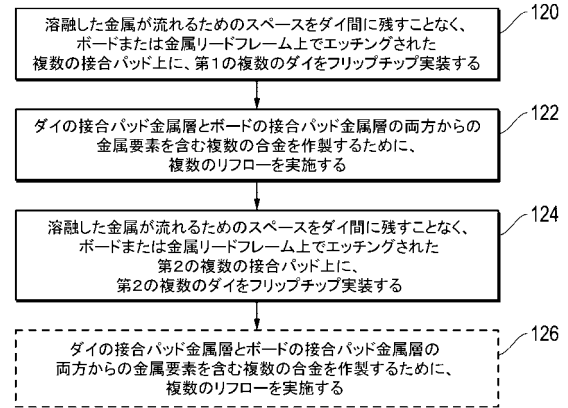 溶融した金属が流れるためのスペースをダイ間に残すことなく、
ボードまたは金属リードフレーム上でエッチングされた
複数の接合パッド上に、第1の複数のダイをフリップチップ実装する
120
ダイの接合パッド金属層とボードの接合パッド金属層の両方からの
金属要素を含む複数の合金を作製するために、
複数のリフローを実施する
122
溶融した金属が流れるためのスペースをダイ間に残すことなく、
ボードまたは金属リードフレーム上でエッチングされた
第2の複数の接合パッド上に、
第2の複数のダイをフリップチップ実装する
124
ダイの接合パッド金属層とボードの接合パッド金属層の
両方からの金属要素を含む複数の合金を作製するために、
複数のリフローを実施する
126